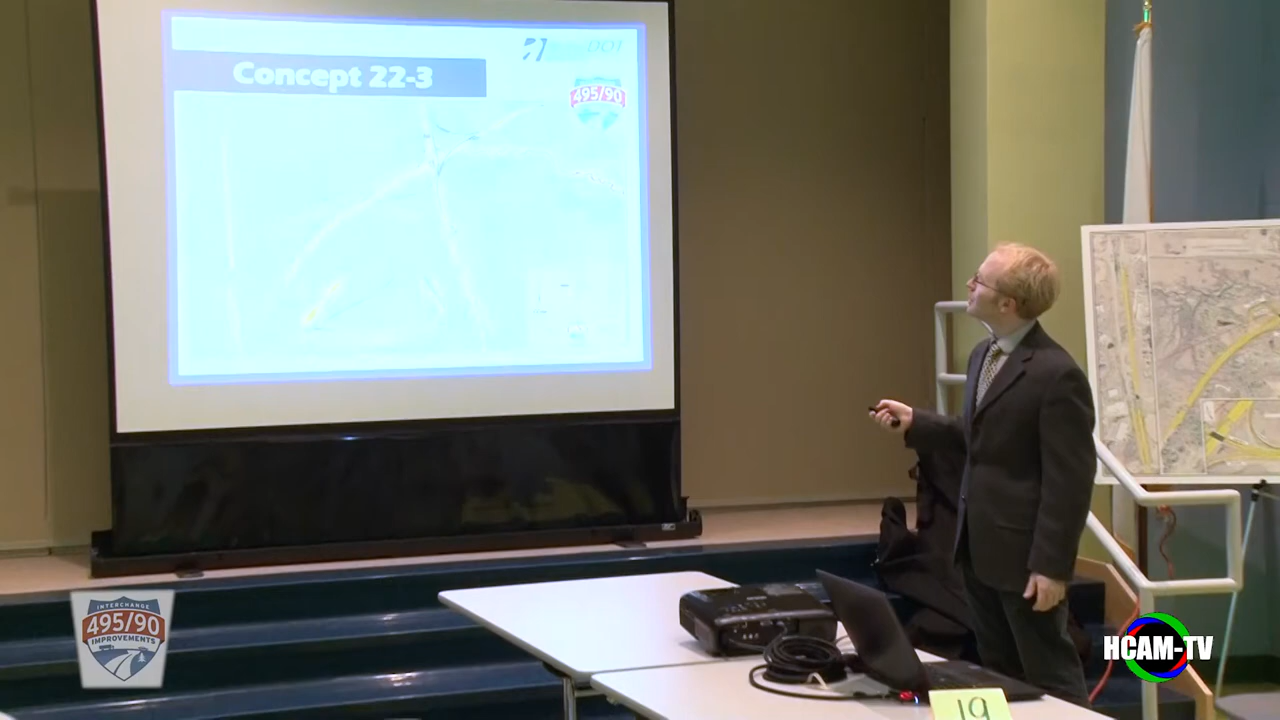 DOT
Concept 22-3
495/90
INTERCHANGE
495/90
IMPROVEMENTS
HCAM-TV
19